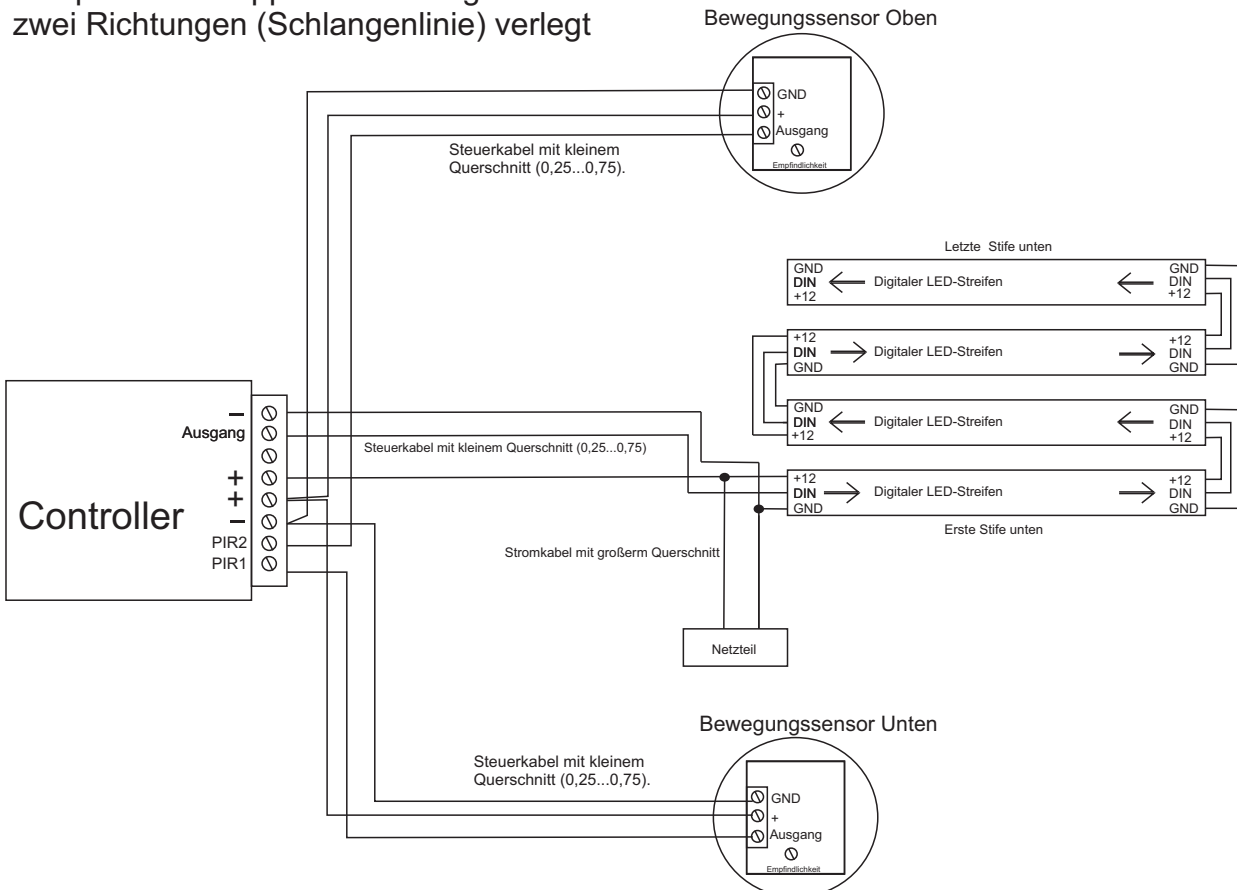 zwei Richtungen (Schlangenlinie) verlegt
Bewegungssensor Oben
GND
+
Ausgang
Empfindlichkeit
Steuerkabel mit kleinem
Querschnitt (0,25...0,75).
Letzte Stife unten
GND
DIN
+12
Digitaler LED-Streifen
GND
DIN
+12
+12
DIN
GND
Digitaler LED-Streifen
+12
DIN
GND
GND
DIN
+12
Digitaler LED-Streifen
GND
DIN
+12
+12
DIN
GND
Digitaler LED-Streifen
+12
DIN
GND
Erste Stife unten
Controller
–
Ausgang
+
+
–
PIR2
PIR1
Steuerkabel mit kleinem Querschnitt (0,25...0,75)
Stromkabel mit großerm Querschnitt
Netzteil
Bewegungssensor Unten
Steuerkabel mit kleinem
Querschnitt (0,25...0,75).
GND
+
Ausgang
Empfindlichkeit